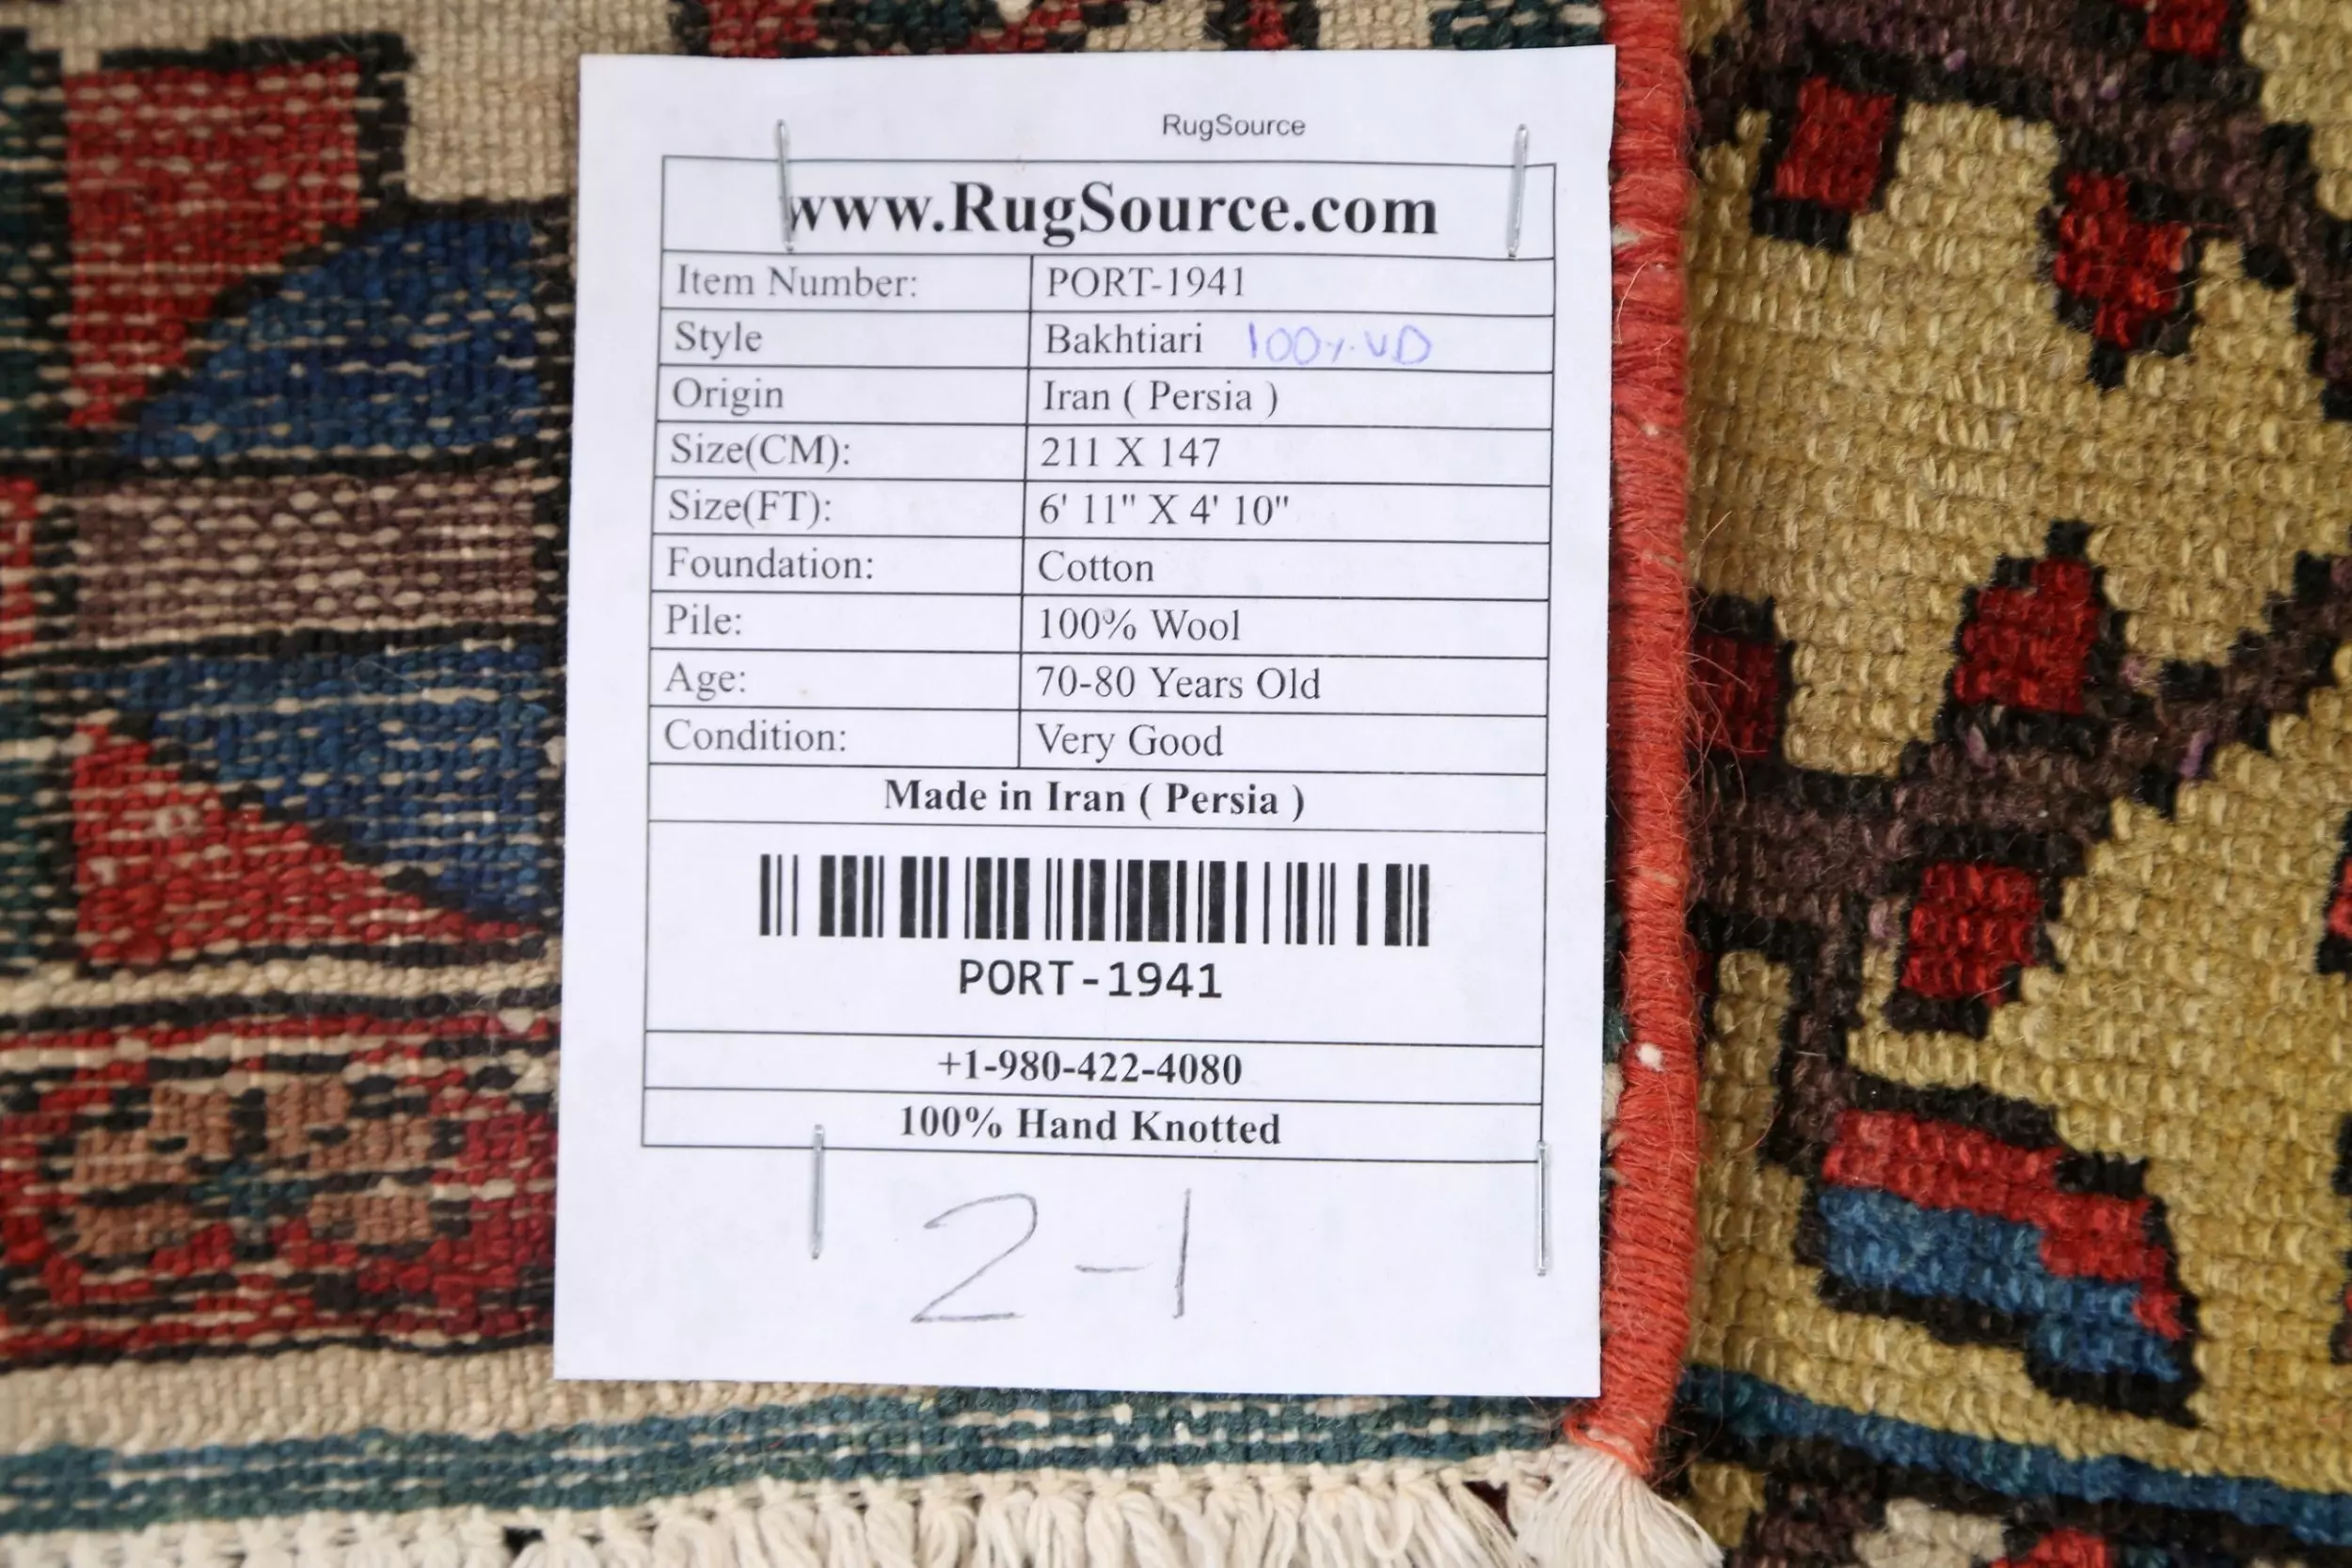 RugSource
www.RugSource.com
Item Number: PORT-1941
Style Bakhtiari 100% VD
Origin Iran ( Persia )
Size(CM): 211 X 147
Size(FT): 6' 11" X 4' 10"
Foundation: Cotton
Pile: 100% Wool
Age: 70-80 Years Old
Condition: Very Good
Made in Iran ( Persia )
PORT-1941
+1-980-422-4080
100% Hand Knotted
2-1